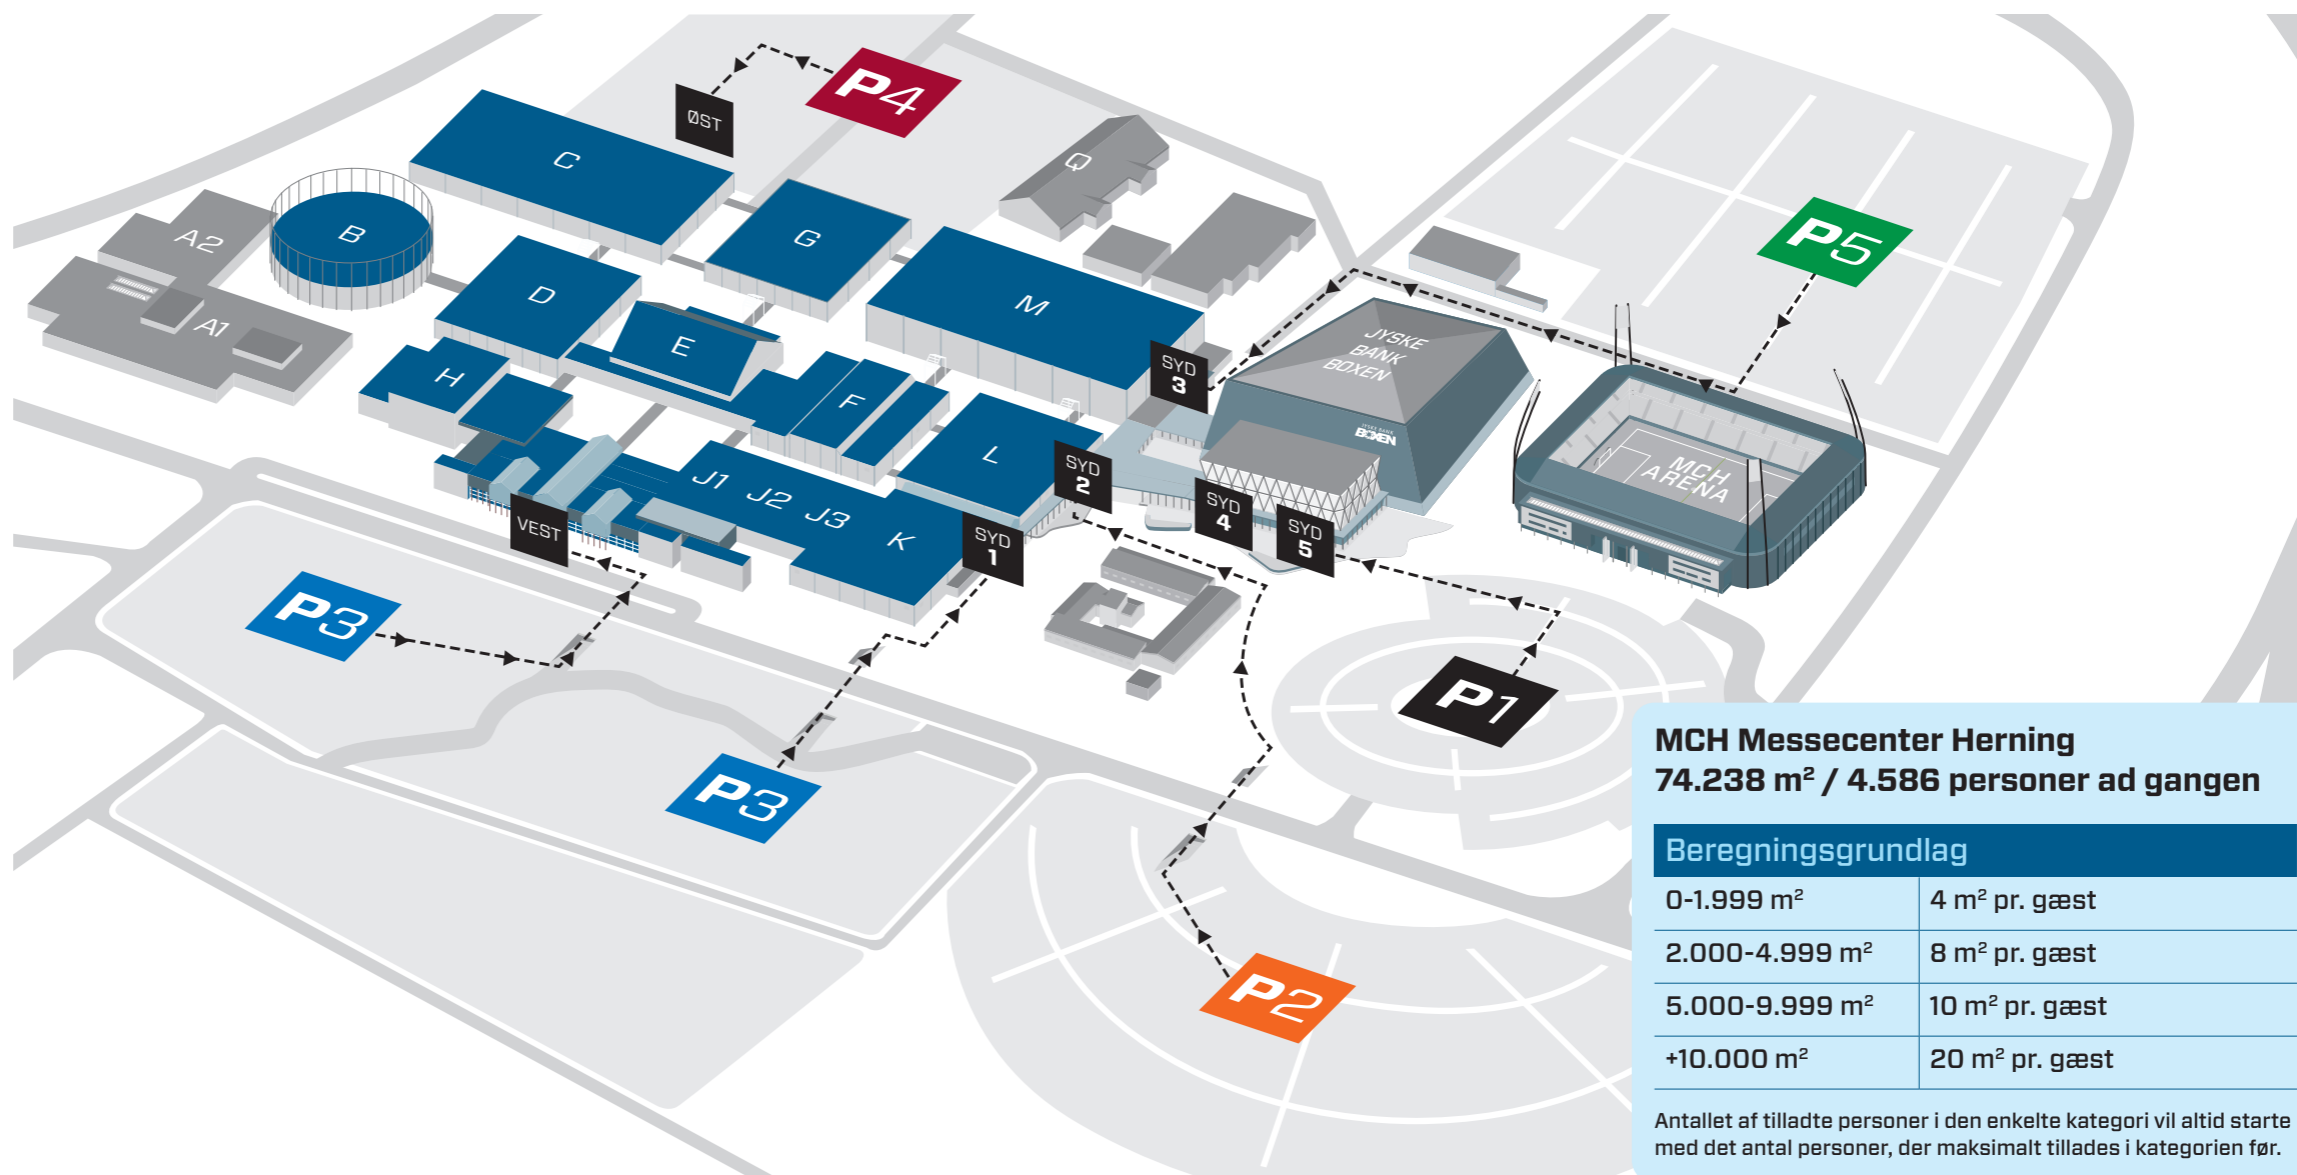 P4
ØST
C
Q
A2
B
G
P5
D
M
A1
E
JYSKE
BANK
BOXEN
SYD
3
H
F
JYSKE BANK
BOXEN
L
SYD
2
MCH
ARENA
J1 J2 J3
K
SYD
4
VEST
SYD
1
SYD
5
P3
P1
P3
P2
MCH Messecenter Herning
74.238 m² / 4.586 personer ad gangen
Beregningsgrundlag
0-1.999 m² 4 m² pr. gæst
2.000-4.999 m² 8 m² pr. gæst
5.000-9.999 m² 10 m² pr. gæst
+10.000 m² 20 m² pr. gæst
Antallet af tilladte personer i den enkelte kategori vil altid starte
med det antal personer, der maksimalt tillades i kategorien før.